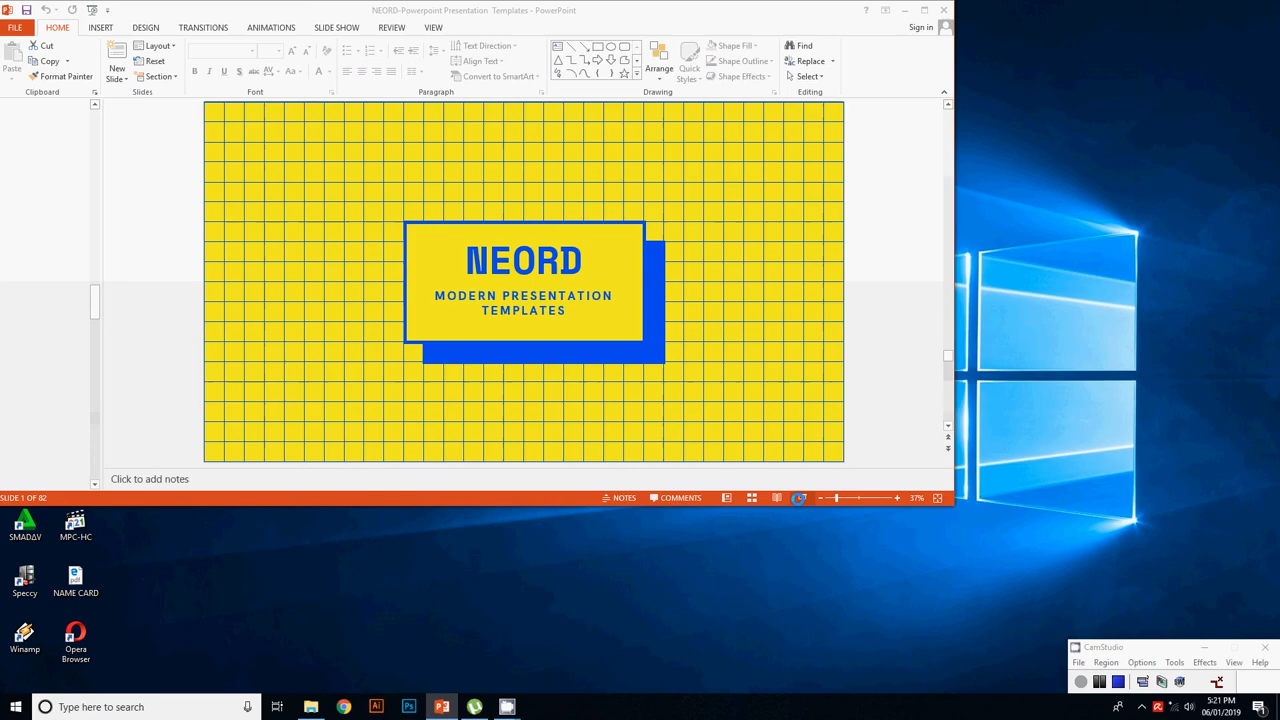 NEORD-Powerpoint Presentation Templates - PowerPoint
FILE HOME INSERT DESIGN TRANSITIONS ANIMATIONS SLIDE SHOW REVIEW VIEW Sign in
Paste
Cut
Copy
Format Painter
Clipboard
New
Slide
Layout
Reset
Section
Slides
B I U S abc AV Aa A
Font
Text Direction
Align Text
Convert to SmartArt
Paragraph
Arrange
Quick
Styles
Shape Fill
Shape Outline
Shape Effects
Drawing
Find
Replace
Select
Editing
NEORD
MODERN PRESENTATION
TEMPLATES
Click to add notes
SLIDE 1 OF 82 NOTES COMMENTS 37%
SMADΔV
MPC-HC
Speccy
NAME CARD
Winamp
Opera
Browser
CamStudio
File Region Options Tools Effects View Help
Type here to search
5:21 PM
06/01/2019